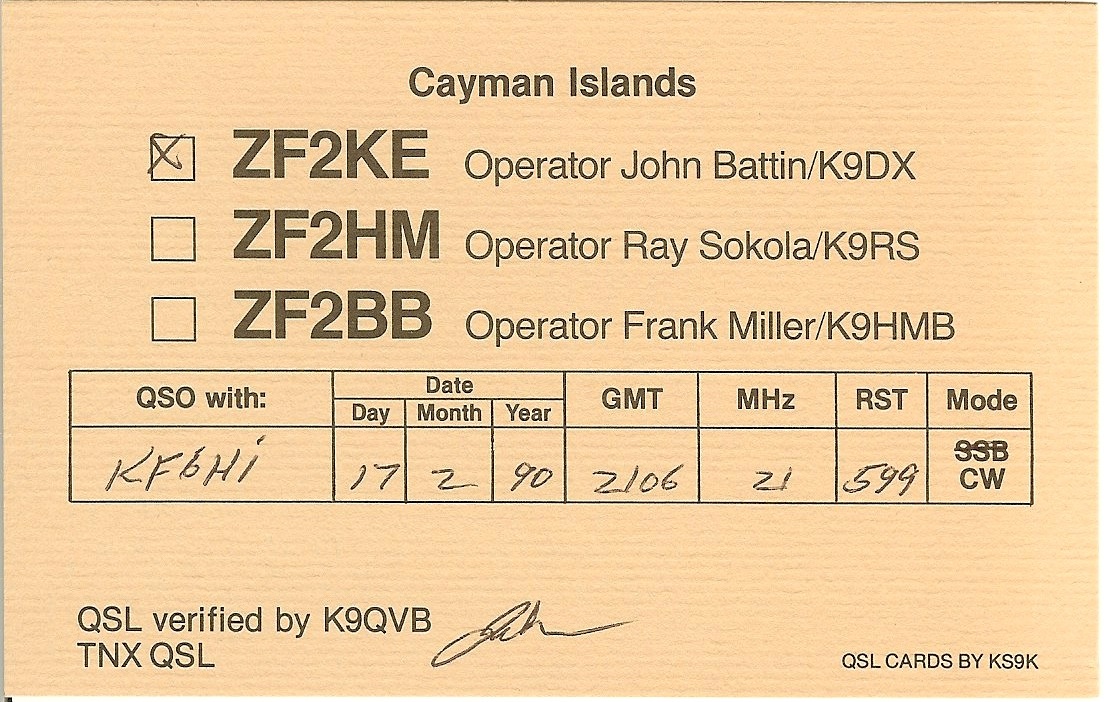 Cayman Islands
ZF2KE Operator John Battin/K9DX
ZF2HM Operator Ray Sokola/K9RS
ZF2BB Operator Frank Miller/K9HMB
QSO with: Date GMT MHz RST Mode
Day Month Year
KF6HI 17 2 90 2106 21 599 SSB
CW
QSL verified by K9QVB
TNX QSL
QSL CARDS BY KS9K